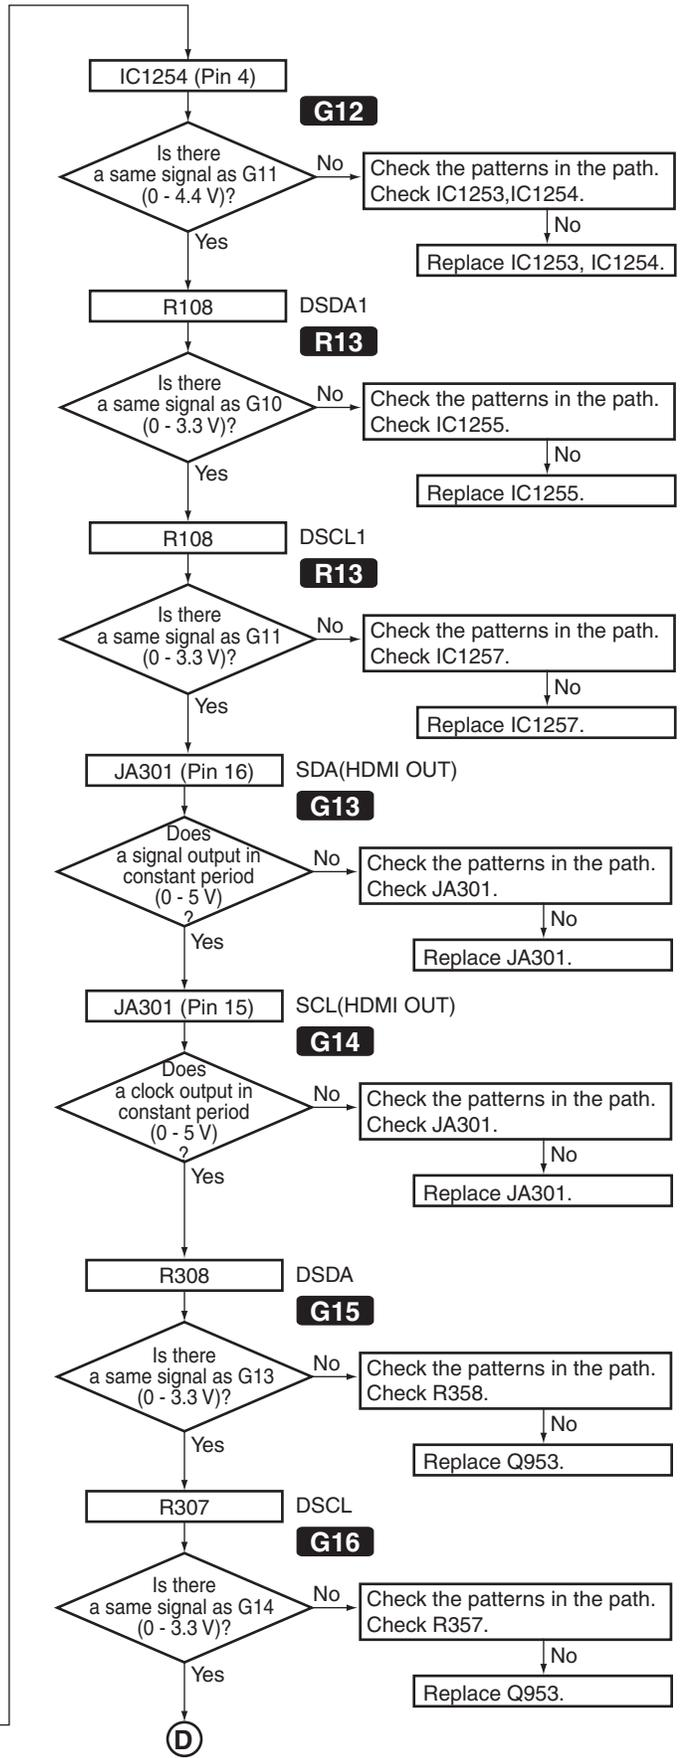 IC1254 (Pin 4)
G12
Is there
a same signal as G11
(0 - 4.4 V)?
No
Check the patterns in the path.
Check IC1253,IC1254.
No
Replace IC1253, IC1254.
Yes
R108
DSDA1
R13
Is there
a same signal as G10
(0 - 3.3 V)?
No
Check the patterns in the path.
Check IC1255.
No
Replace IC1255.
Yes
R108
DSCL1
R13
Is there
a same signal as G11
(0 - 3.3 V)?
No
Check the patterns in the path.
Check IC1257.
No
Replace IC1257.
Yes
JA301 (Pin 16)
SDA(HDMI OUT)
G13
Does
a signal output in
constant period
(0 - 5 V)
?
No
Check the patterns in the path.
Check JA301.
No
Replace JA301.
Yes
JA301 (Pin 15)
SCL(HDMI OUT)
G14
Does
a clock output in
constant period
(0 - 5 V)
?
No
Check the patterns in the path.
Check JA301.
No
Replace JA301.
Yes
R308
DSDA
G15
Is there
a same signal as G13
(0 - 3.3 V)?
No
Check the patterns in the path.
Check R358.
No
Replace Q953.
Yes
R307
DSCL
G16
Is there
a same signal as G14
(0 - 3.3 V)?
No
Check the patterns in the path.
Check R357.
No
Replace Q953.
Yes
D